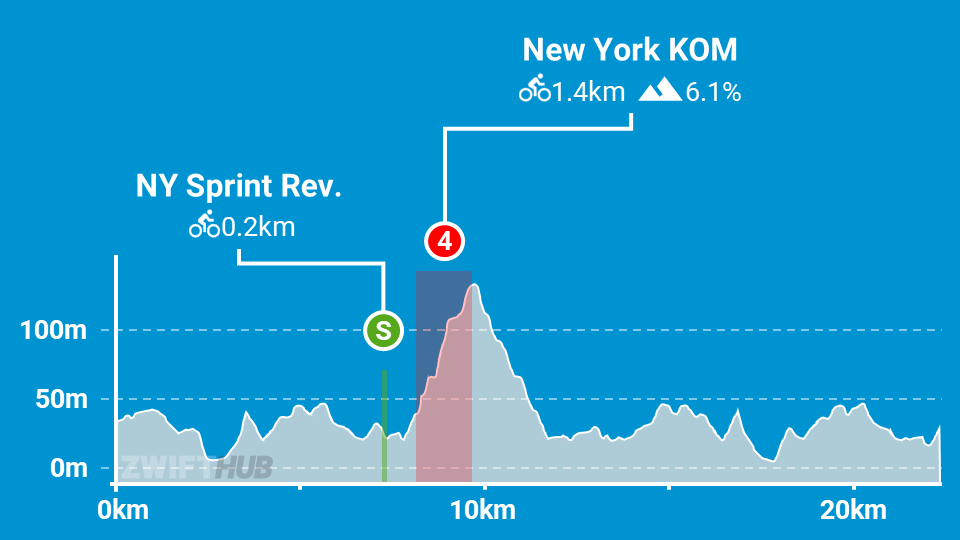 New York KOM
1.4km 6.1%
NY Sprint Rev.
0.2km
4
S
100m
50m
0m
ZWIFTHUB
0km 10km 20km